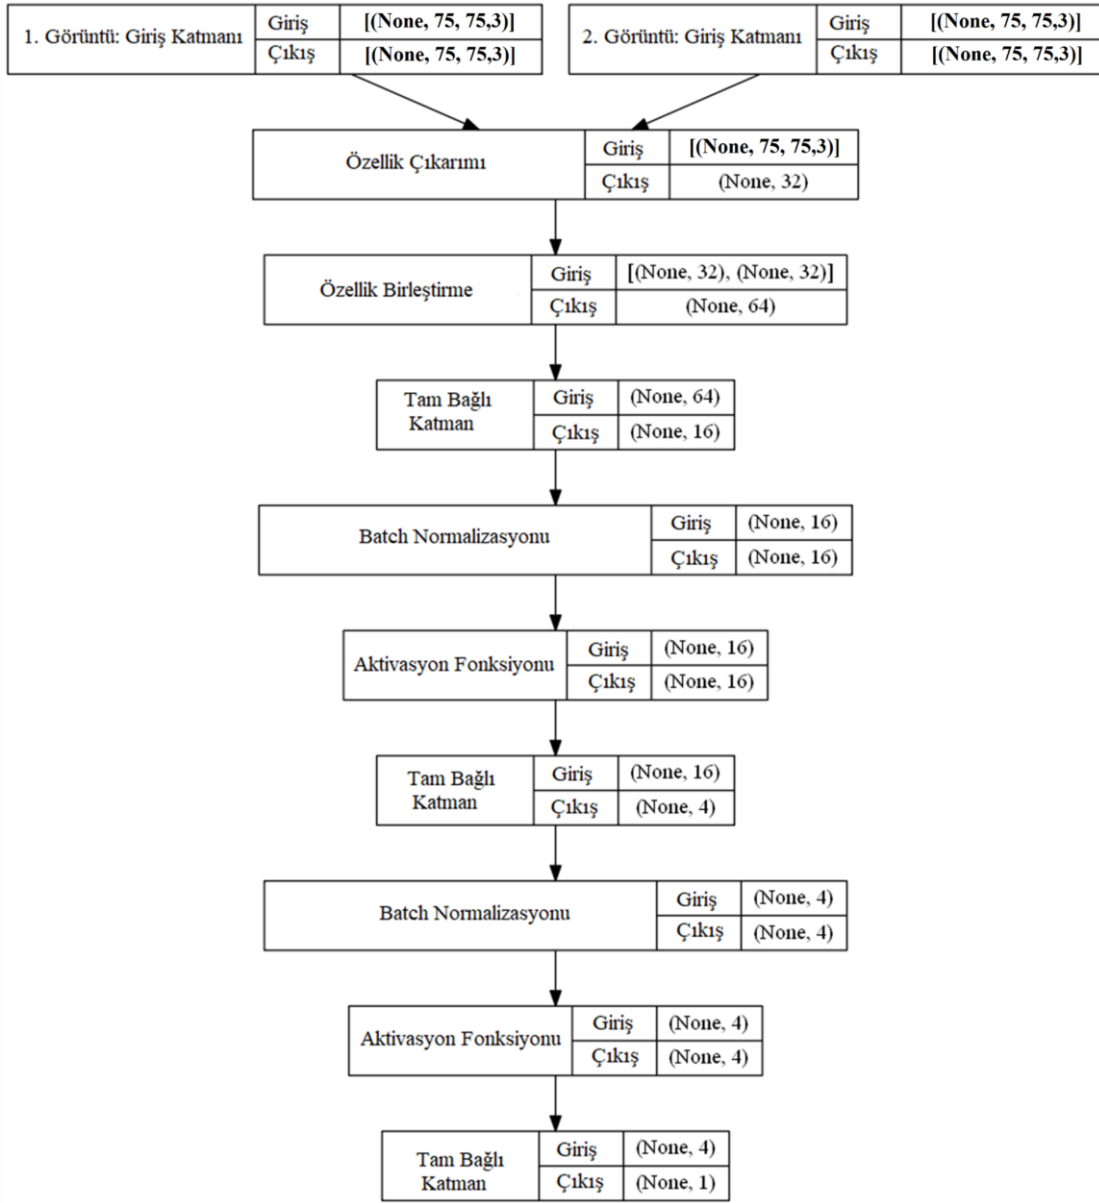 1. Görüntü: Giriş Katmanı
Giriş
[(None, 75, 75,3)]
Çıkış
[(None, 75, 75,3)]
2. Görüntü: Giriş Katmanı
Giriş
[(None, 75, 75,3)]
Çıkış
[(None, 75, 75,3)]
Özellik Çıkarımı
Giriş
[(None, 75, 75,3)]
Çıkış
(None, 32)
Özellik Birleştirme
Giriş
[(None, 32), (None, 32)]
Çıkış
(None, 64)
Tam Bağlı
Katman
Giriş
(None, 64)
Çıkış
(None, 16)
Batch Normalizasyonu
Giriş
(None, 16)
Çıkış
(None, 16)
Aktivasyon Fonksiyonu
Giriş
(None, 16)
Çıkış
(None, 16)
Tam Bağlı
Katman
Giriş
(None, 16)
Çıkış
(None, 4)
Batch Normalizasyonu
Giriş
(None, 4)
Çıkış
(None, 4)
Aktivasyon Fonksiyonu
Giriş
(None, 4)
Çıkış
(None, 4)
Tam Bağlı
Katman
Giriş
(None, 4)
Çıkış
(None, 1)